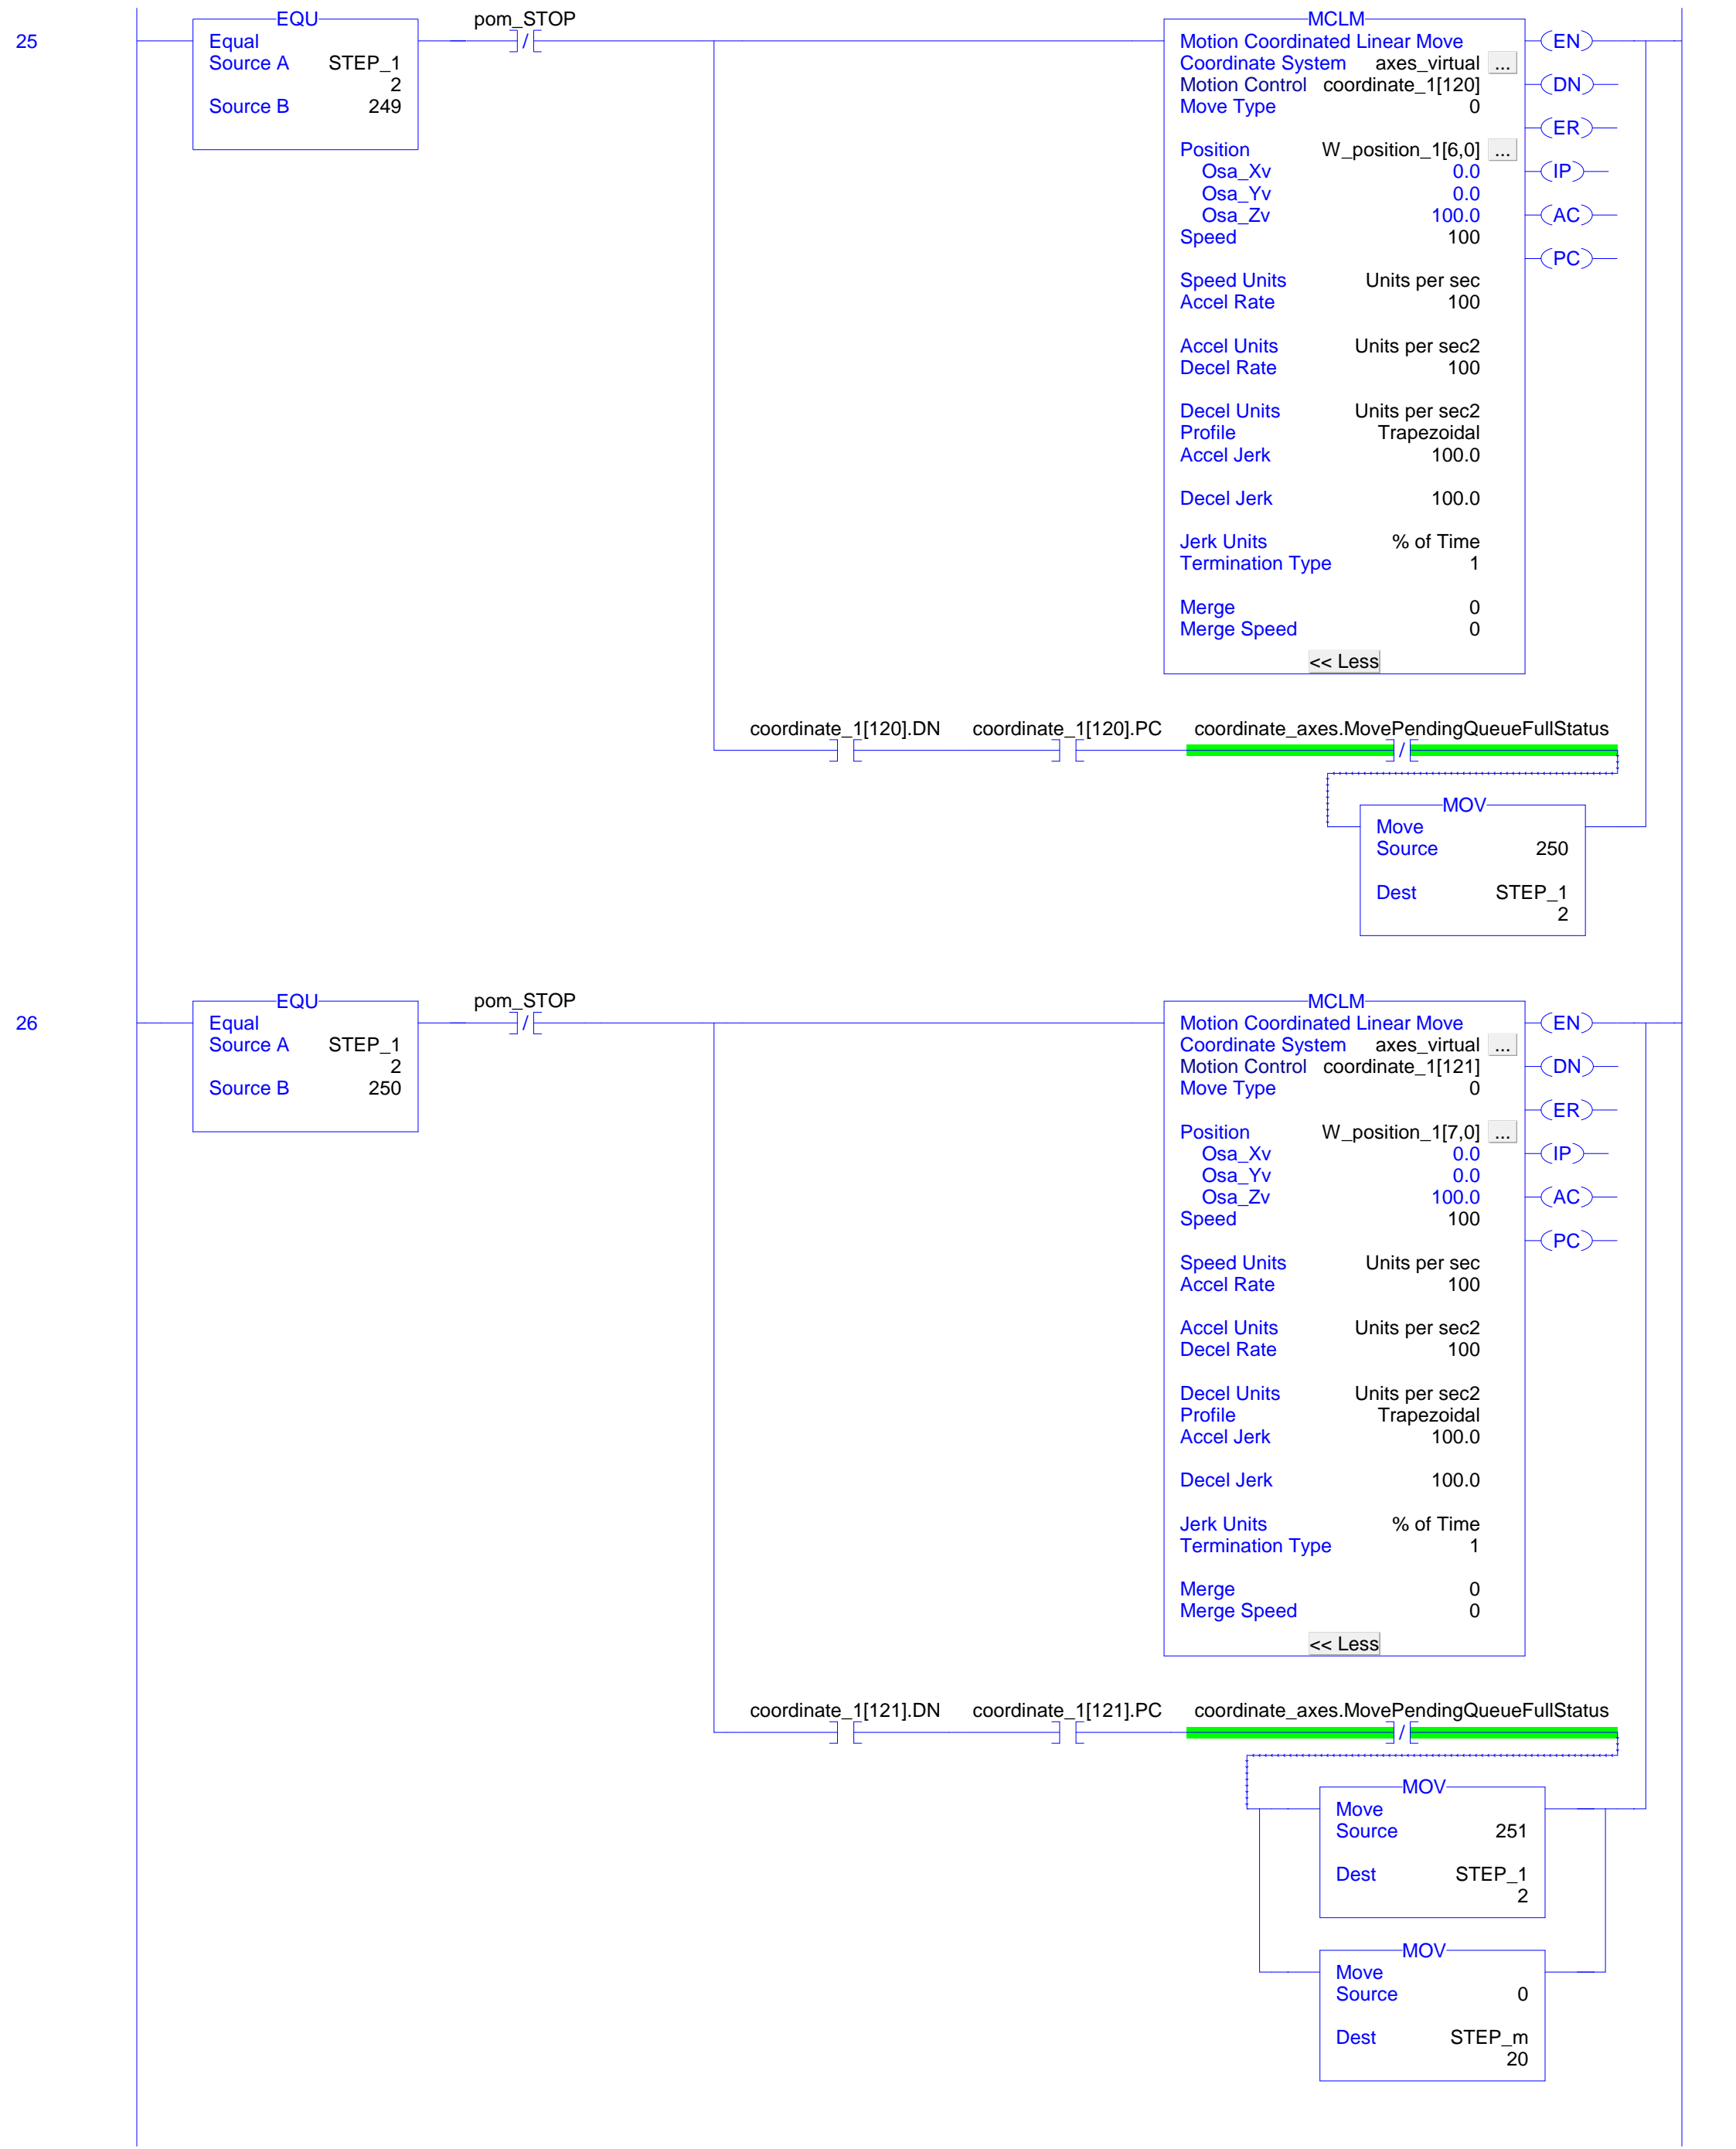 25
EQU
Equal
Source A STEP_1
2
Source B 249
pom_STOP
/
MCLM
Motion Coordinated Linear Move
Coordinate System axes_virtual ...
Motion Control coordinate_1[120]
Move Type 0
Position W_position_1[6,0] ...
Osa_Xv 0.0
Osa_Yv 0.0
Osa_Zv 100.0
Speed 100
Speed Units Units per sec
Accel Rate 100
Accel Units Units per sec2
Decel Rate 100
Decel Units Units per sec2
Profile Trapezoidal
Accel Jerk 100.0
Decel Jerk 100.0
Jerk Units % of Time
Termination Type 1
Merge 0
Merge Speed 0
<< Less
EN
DN
ER
IP
AC
PC
coordinate_1[120].DN coordinate_1[120].PC coordinate_axes.MovePendingQueueFullStatus
/
MOV
Move
Source 250
Dest STEP_1
2
26
EQU
Equal
Source A STEP_1
2
Source B 250
pom_STOP
/
MCLM
Motion Coordinated Linear Move
Coordinate System axes_virtual ...
Motion Control coordinate_1[121]
Move Type 0
Position W_position_1[7,0] ...
Osa_Xv 0.0
Osa_Yv 0.0
Osa_Zv 100.0
Speed 100
Speed Units Units per sec
Accel Rate 100
Accel Units Units per sec2
Decel Rate 100
Decel Units Units per sec2
Profile Trapezoidal
Accel Jerk 100.0
Decel Jerk 100.0
Jerk Units % of Time
Termination Type 1
Merge 0
Merge Speed 0
<< Less
EN
DN
ER
IP
AC
PC
coordinate_1[121].DN coordinate_1[121].PC coordinate_axes.MovePendingQueueFullStatus
/
MOV
Move
Source 251
Dest STEP_1
2
MOV
Move
Source 0
Dest STEP_m
20